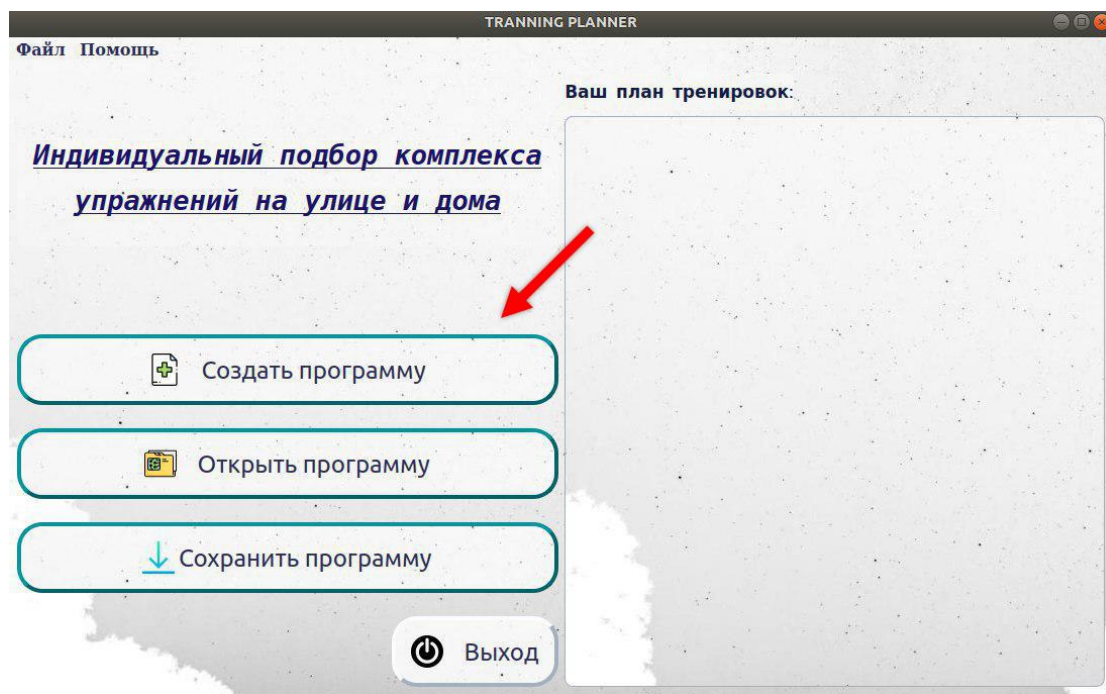 TRANNING PLANNER
Файл Помощь
Ваш план тренировок:
Индивидуальный подбор комплекса
упражнений на улице и дома
Создать программу
Открыть программу
Сохранить программу
Выход